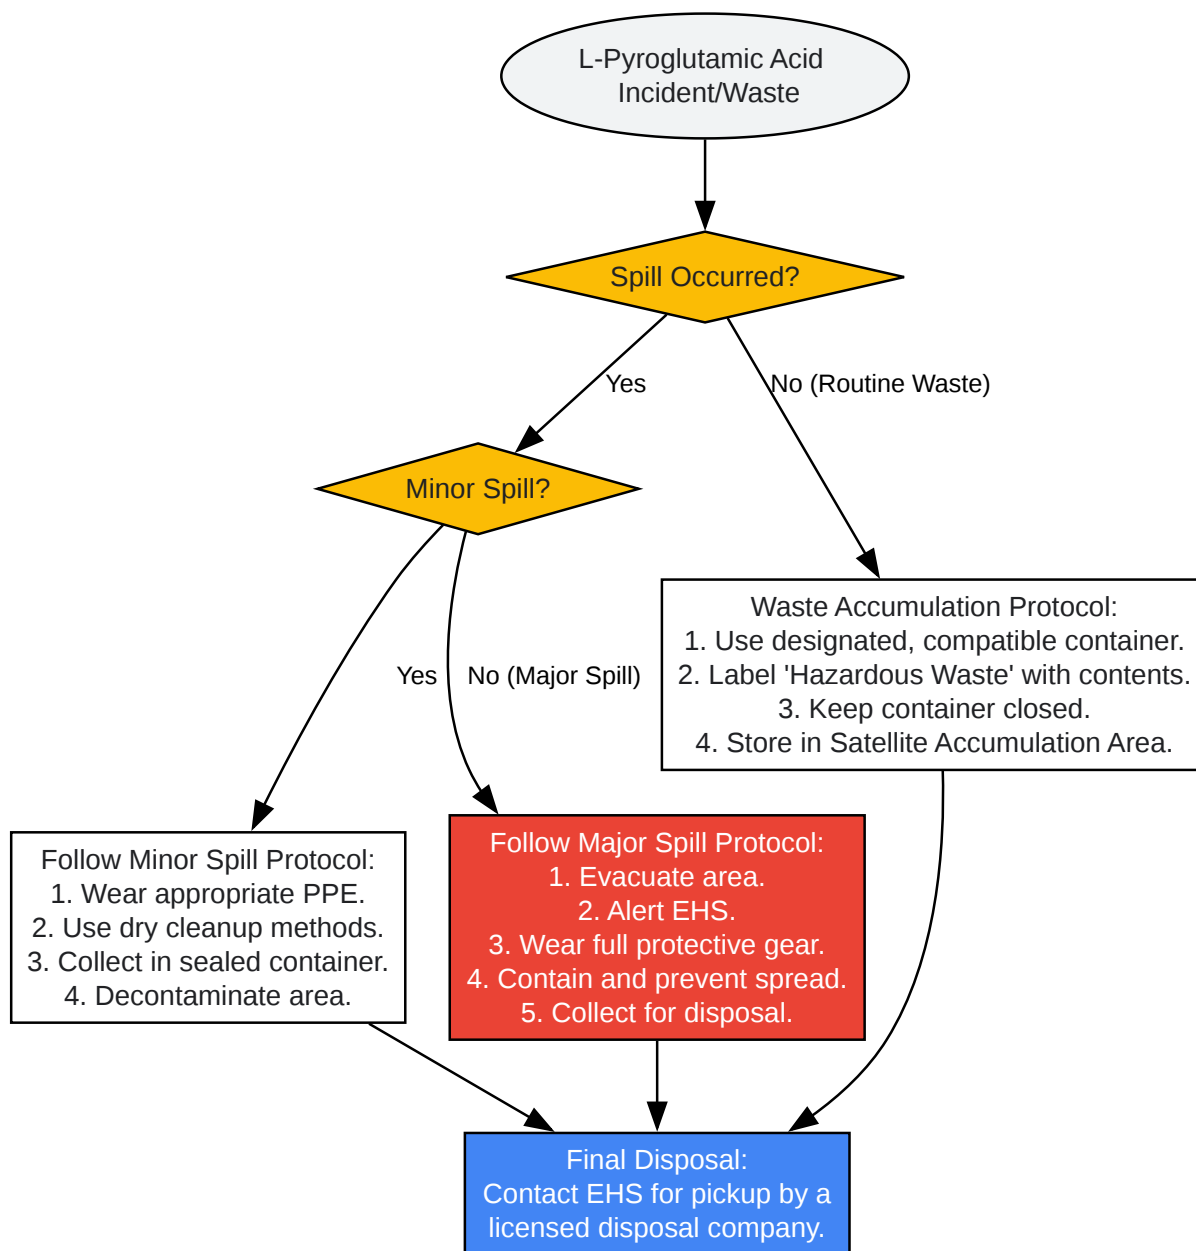 L-Pyroglutamic Acid
Incident/Waste
Spill Occurred?
Yes
No (Routine Waste)
Minor Spill?
Yes
No (Major Spill)
Waste Accumulation Protocol:
1. Use designated, compatible container.
2. Label 'Hazardous Waste' with contents.
3. Keep container closed.
4. Store in Satellite Accumulation Area.
Follow Minor Spill Protocol:
1. Wear appropriate PPE.
2. Use dry cleanup methods.
3. Collect in sealed container.
4. Decontaminate area.
Follow Major Spill Protocol:
1. Evacuate area.
2. Alert EHS.
3. Wear full protective gear.
4. Contain and prevent spread.
5. Collect for disposal.
Final Disposal:
Contact EHS for pickup by a
licensed disposal company.